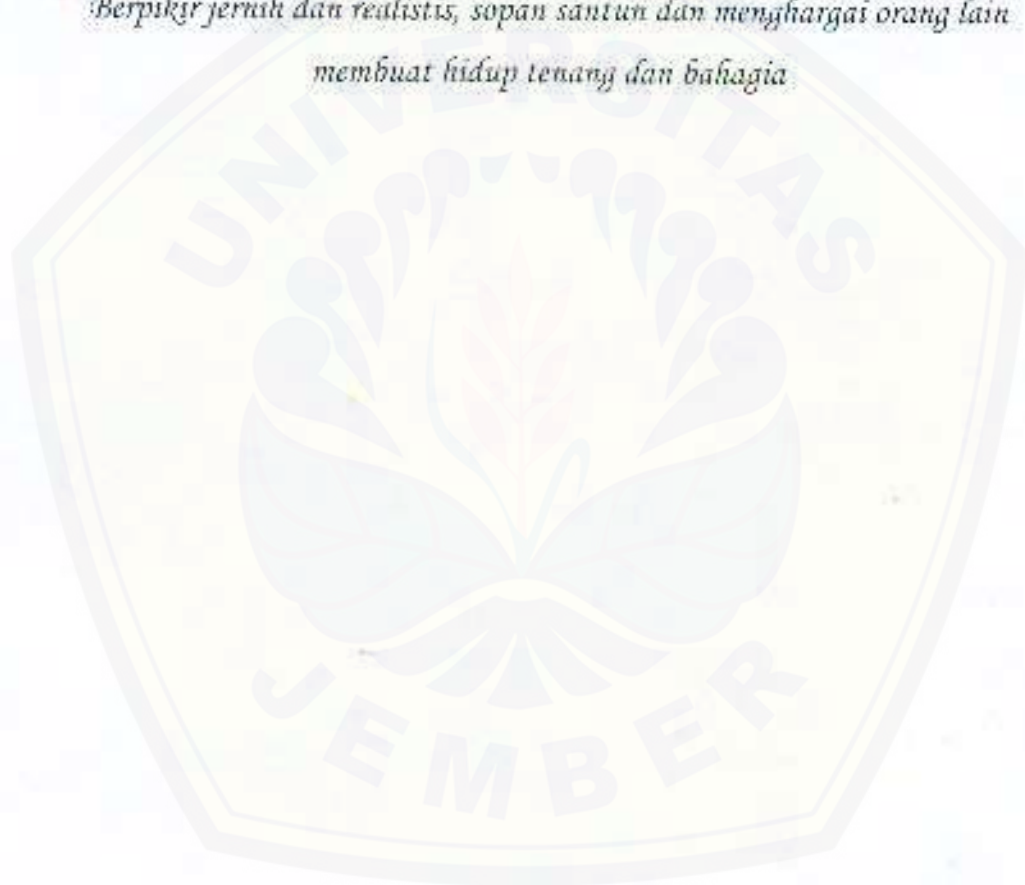 Berpikir jernih dan realistis, sopan santun dan menghargai orang lain
membuat hidup tenang dan bahagia
UNIVERSITAS
JEMBER